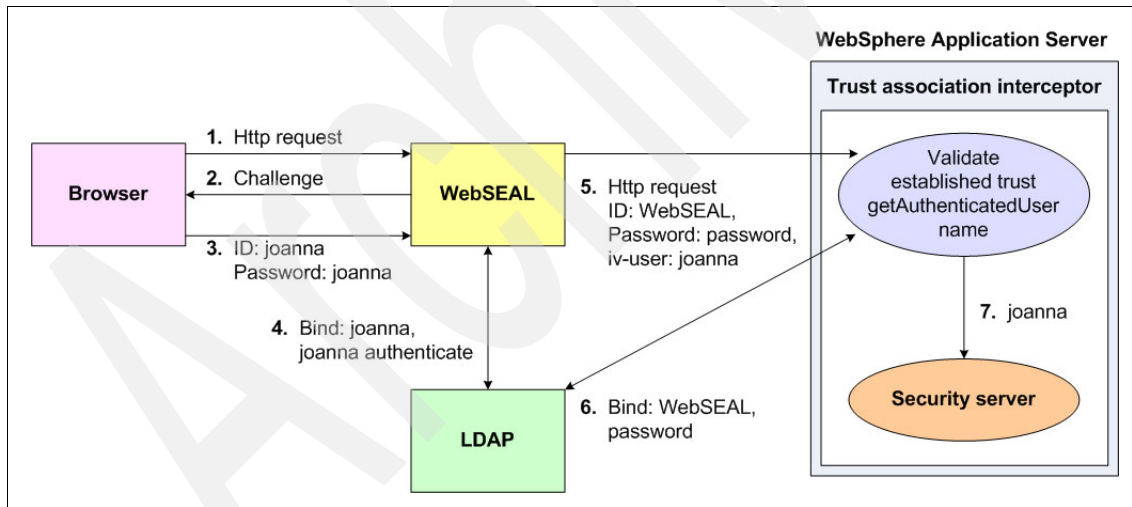 WebSphere Application Server
Trust association interceptor
1. Http request
Browser
2. Challenge
WebSEAL
3. ID: joanna
Password: joanna
5. Http request
ID: WebSEAL,
Password: password,
iv-user: joanna
Validate
established trust
getAuthenticatedUser
name
4. Bind: joanna,
joanna authenticate
7. joanna
LDAP
6. Bind: WebSEAL,
password
Security server